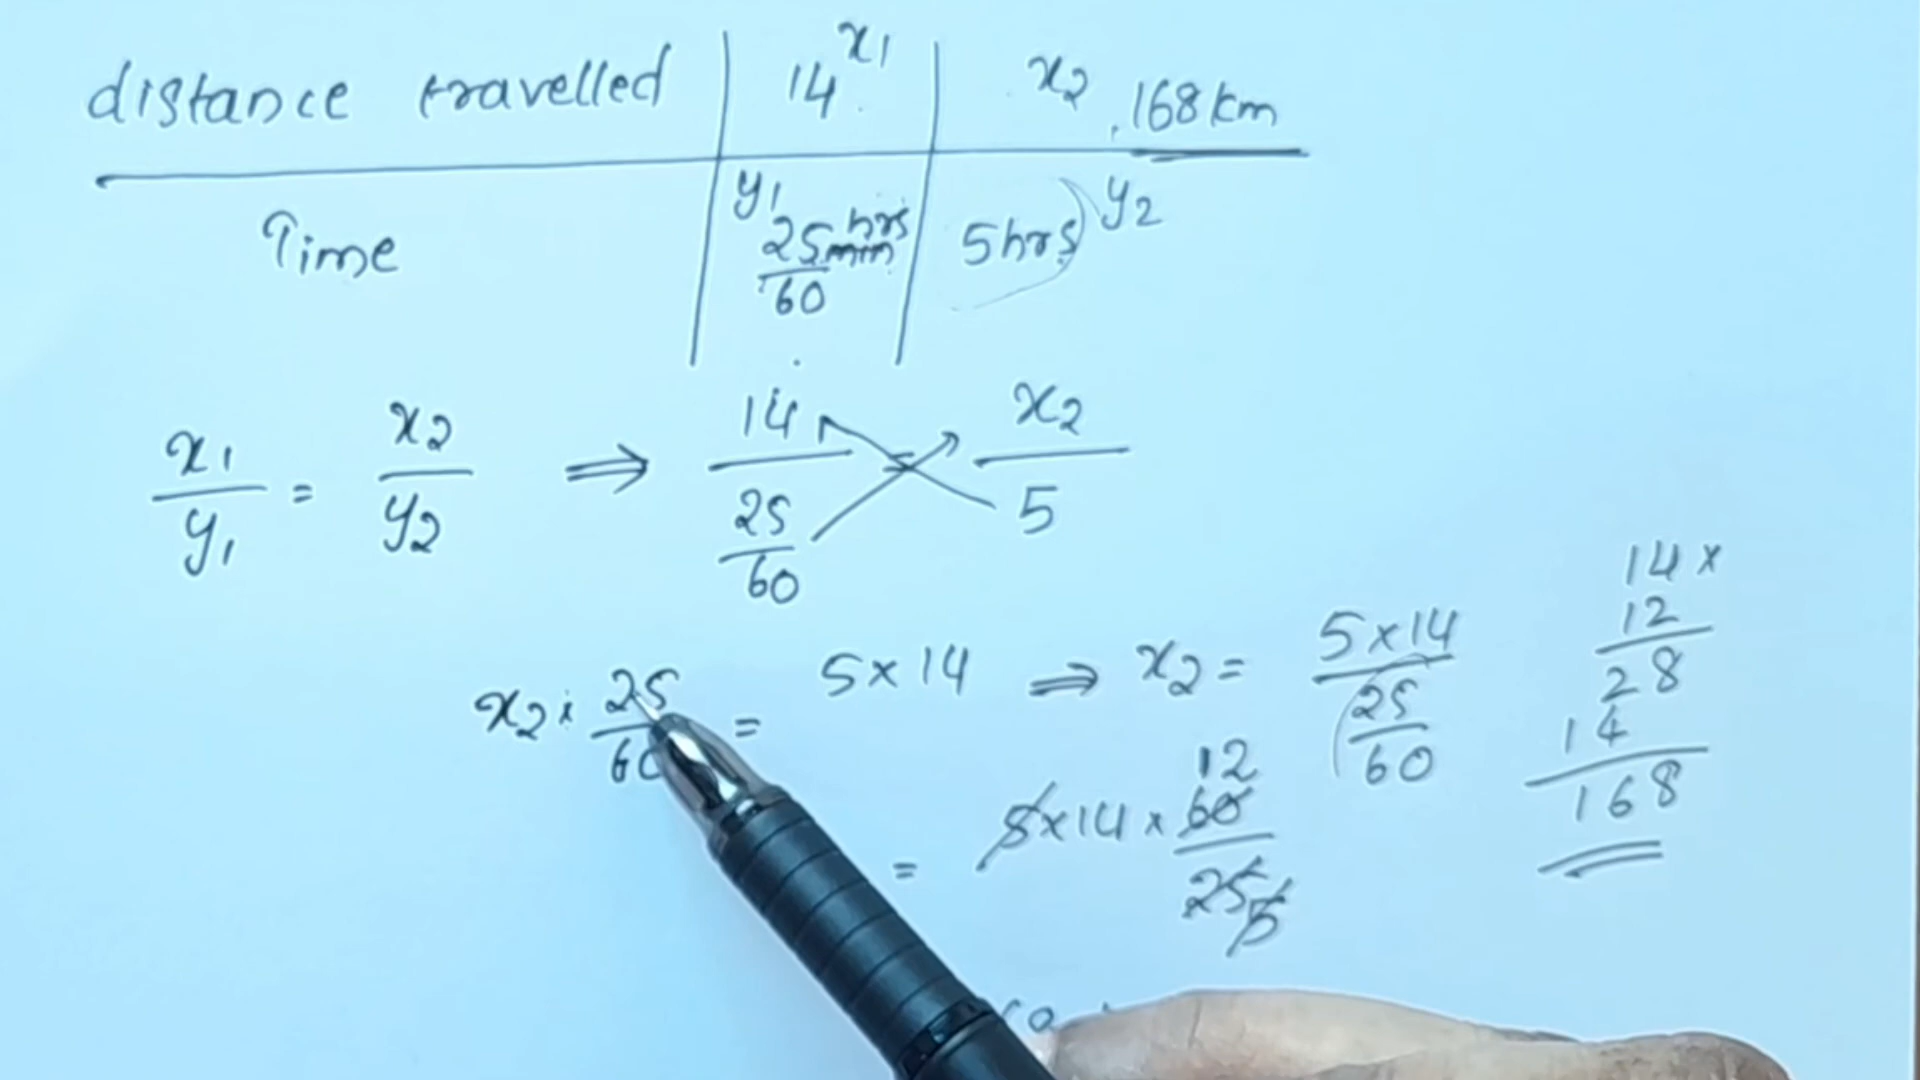 distance travelled 14 x1 x2 .168 km
Time y1 25 hrs min 60 5 hrs y2
x1 / y1 = x2 / y2 ⇒ 14 / 25/60 = x2 / 5
x2 × 25/60 = 5 × 14 ⇒ x2 = 5 × 14 / 25/60
= 5 × 14 × 60 12 / 25 5
14 ×
12
28
14
168